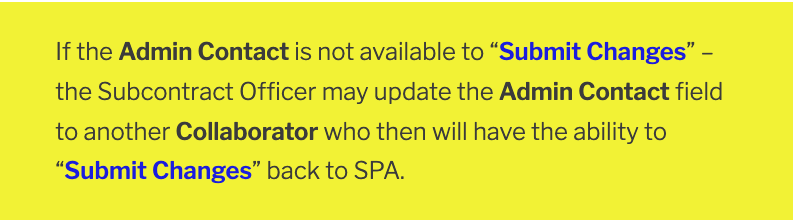 If the Admin Contact is not available to “Submit Changes” –
the Subcontract Officer may update the Admin Contact field
to another Collaborator who then will have the ability to
“Submit Changes” back to SPA.